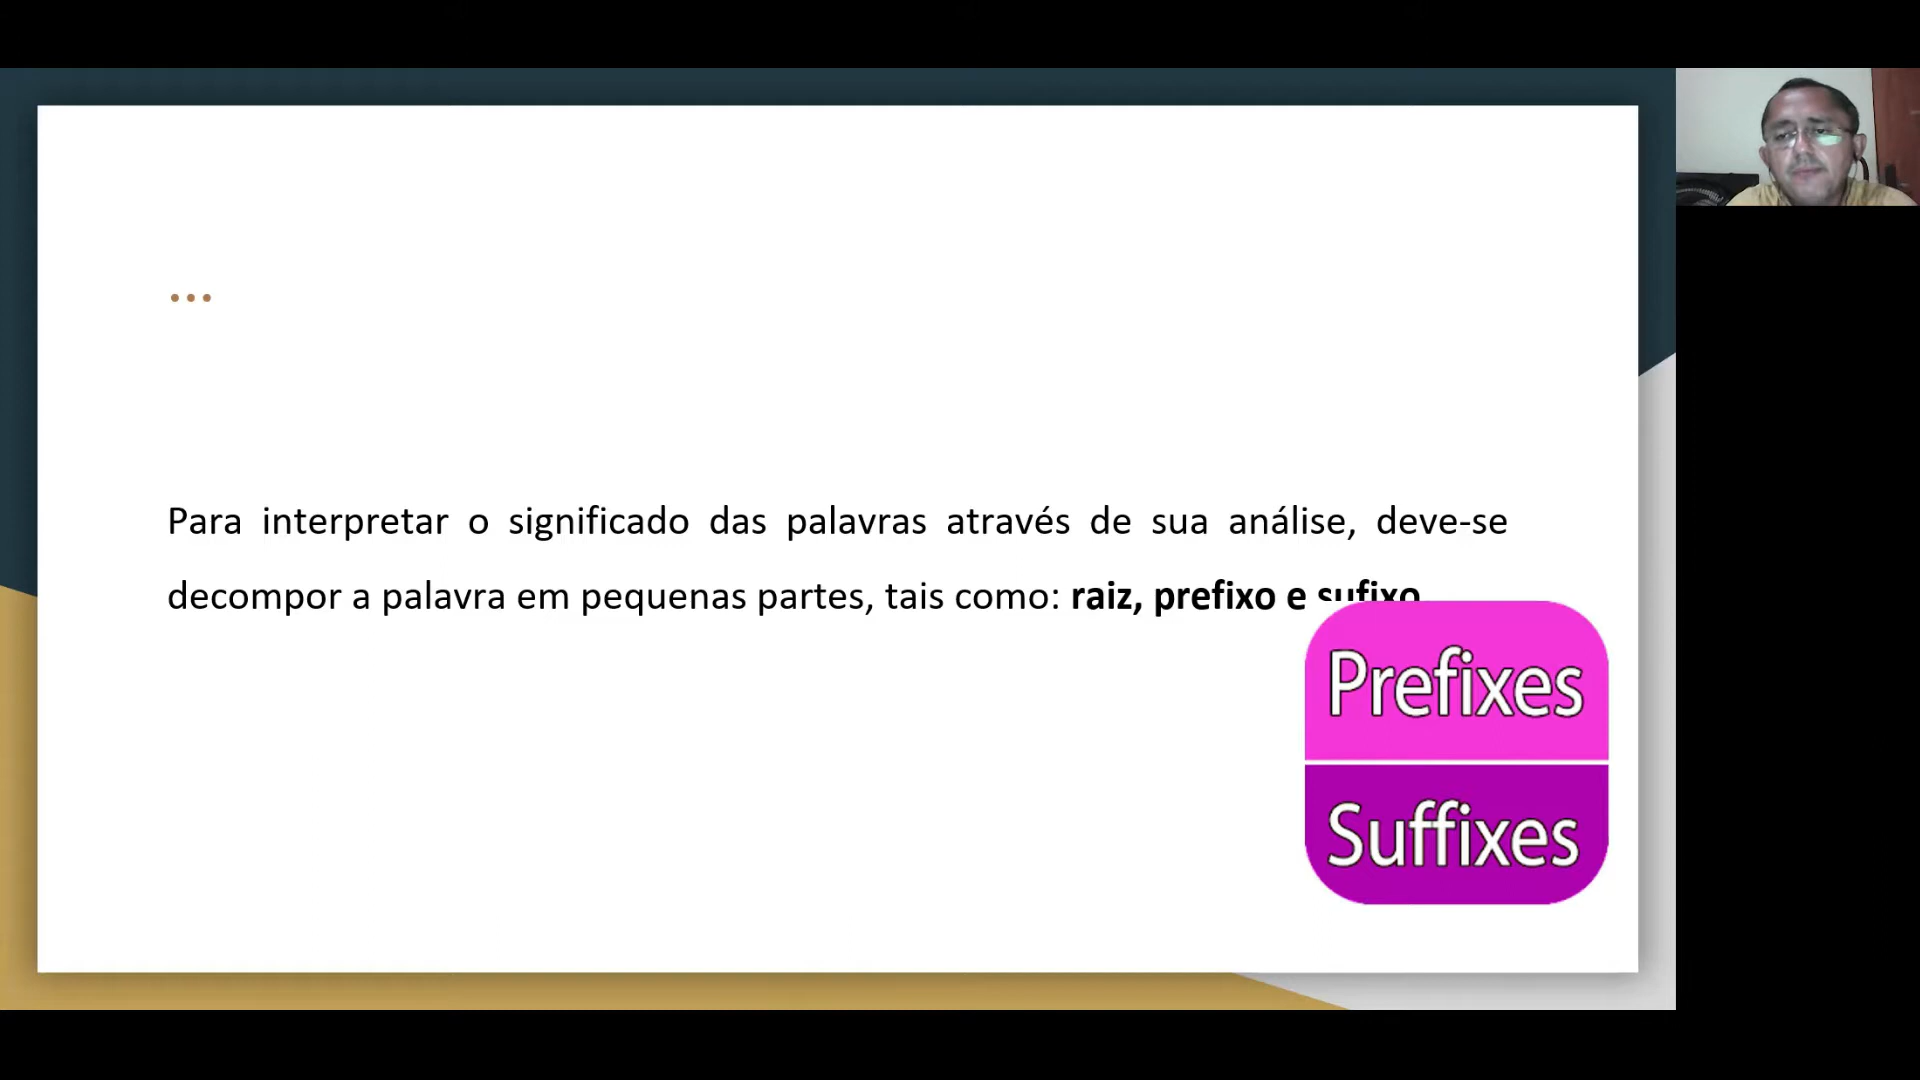 ...
Para interpretar o significado das palavras através de sua análise, deve-se
decompor a palavra em pequenas partes, tais como: raiz, prefixo e sufixo.
Prefixes
Suffixes